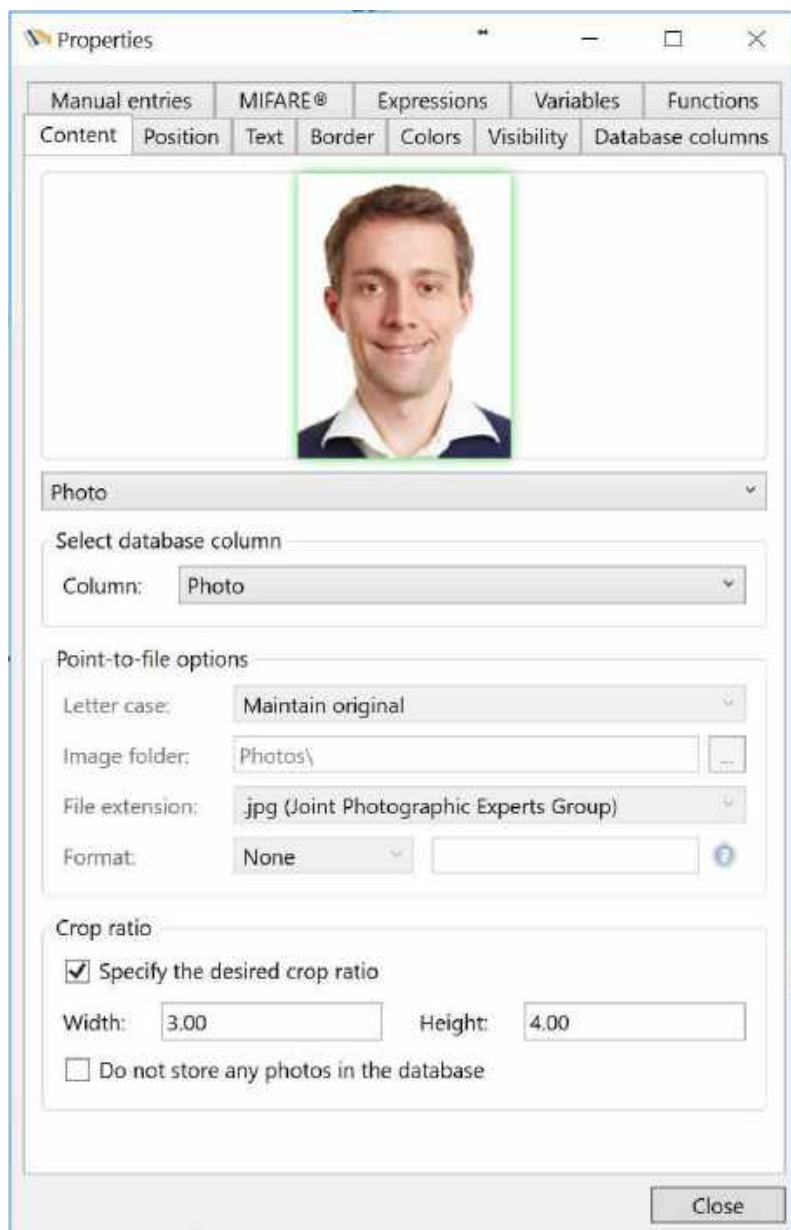 Properties
Manual entries MIFARE® Expressions Variables Functions
Content Position Text Border Colors Visibility Database columns
Photo
Select database column
Column: Photo
Point-to-file options
Letter case: Maintain original
Image folder: Photos\ ...
File extension: .jpg (Joint Photographic Experts Group)
Format: None
Crop ratio
Specify the desired crop ratio
Width: 3.00 Height: 4.00
Do not store any photos in the database
Close